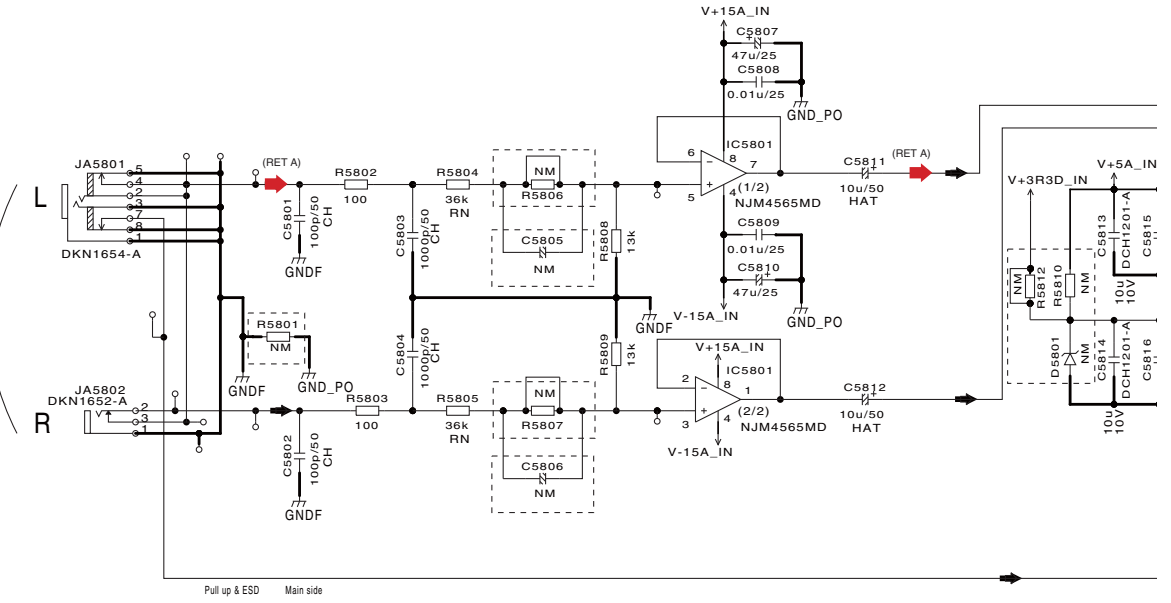 V+15A_IN
C5807
+
47u/25
C5808
0.01u/25
GND_PO
JA5801
5
4
2
3
7
8
1
DKN1654-A
L
(RET A)
R5802
100
R5804
36k
RN
NM
R5806
C5805
NM
C5801
100p/50
CH
GNDF
C5803
1000p/50
CH
R5808
13k
6
5
−
+
IC5801
8
7
4
(1/2)
NJM4565MD
C5809
0.01u/25
C5810
+
47u/25
V-15A_IN
GND_PO
C5811
+
10u/50
HAT
(RET A)
V+5A_IN
V+3R3D_IN
NM
R5812
R5810
NM
C5813
DCH1201-A
10u
10V
C5815
D5801
NM
C5814
DCH1201-A
10u
10V
C5816
R5801
NM
GNDF
GND_PO
GNDF
C5804
1000p/50
CH
R5809
13k
JA5802
DKN1652-A
2
3
1
R
R5803
100
R5805
36k
RN
NM
R5807
C5806
NM
C5802
100p/50
CH
GNDF
V+15A_IN
IC5801
2
3
−
+
8
1
4
(2/2)
NJM4565MD
V-15A_IN
C5812
+
10u/50
HAT
Pull up & ESD
Main side